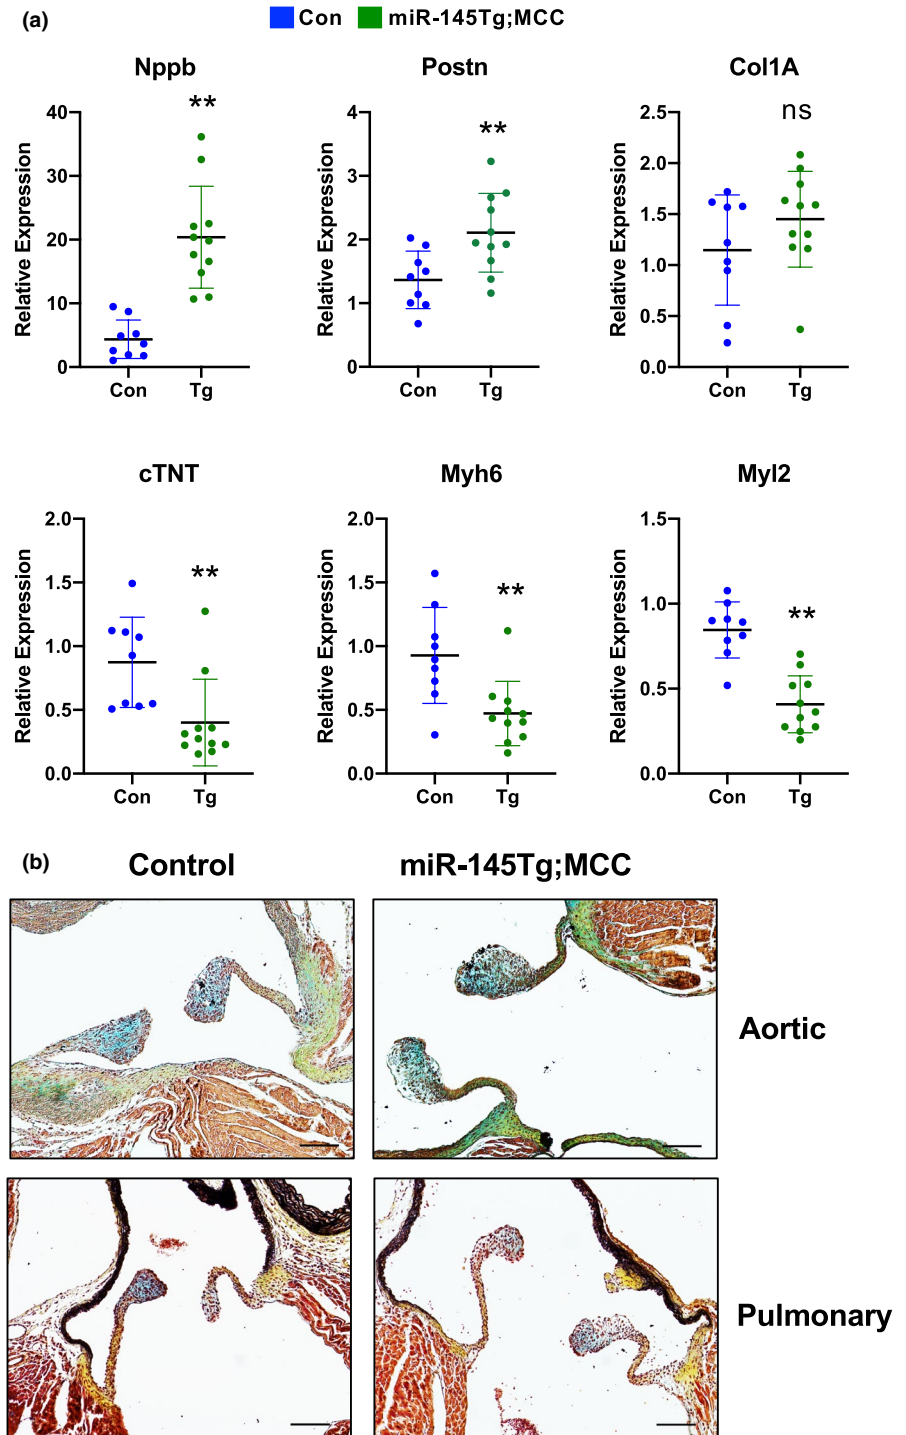 (a)
Con miR-145Tg;MCC
Nppb Postn Col1A
** ** ns
Relative Expression Relative Expression Relative Expression
40 4 2.5
30 3 2.0
20 2 1.5
10 1 1.0
0 0 0.5
0.0
Con Tg Con Tg Con Tg
cTNT Myh6 Myl2
** ** **
Relative Expression Relative Expression Relative Expression
2.0 2.0 1.5
1.5 1.5 1.0
1.0 1.0 0.5
0.5 0.5 0.0
0.0 0.0
Con Tg Con Tg Con Tg
(b) Control miR-145Tg;MCC
Aortic
Pulmonary